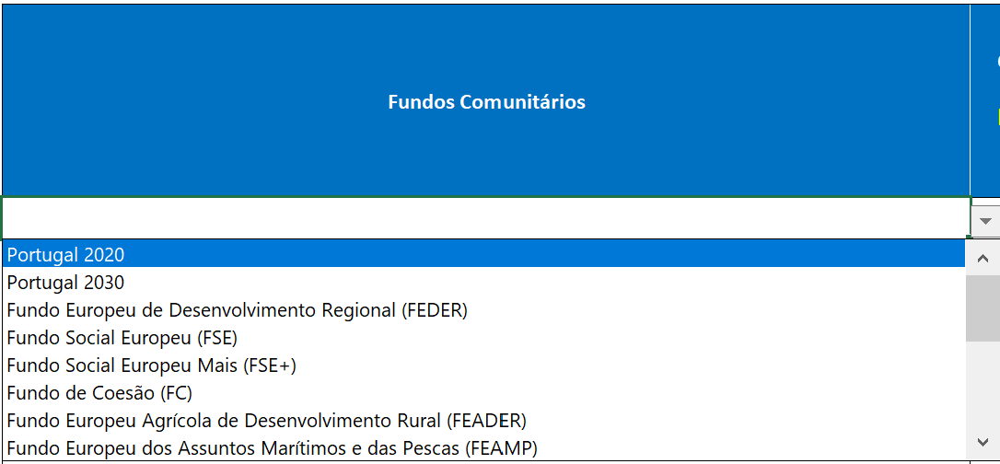 Fundos Comunitários
Portugal 2020
Portugal 2030
Fundo Europeu de Desenvolvimento Regional (FEDER)
Fundo Social Europeu (FSE)
Fundo Social Europeu Mais (FSE+)
Fundo de Coesão (FC)
Fundo Europeu Agrícola de Desenvolvimento Rural (FEADER)
Fundo Europeu dos Assuntos Marítimos e das Pescas (FEAMP)